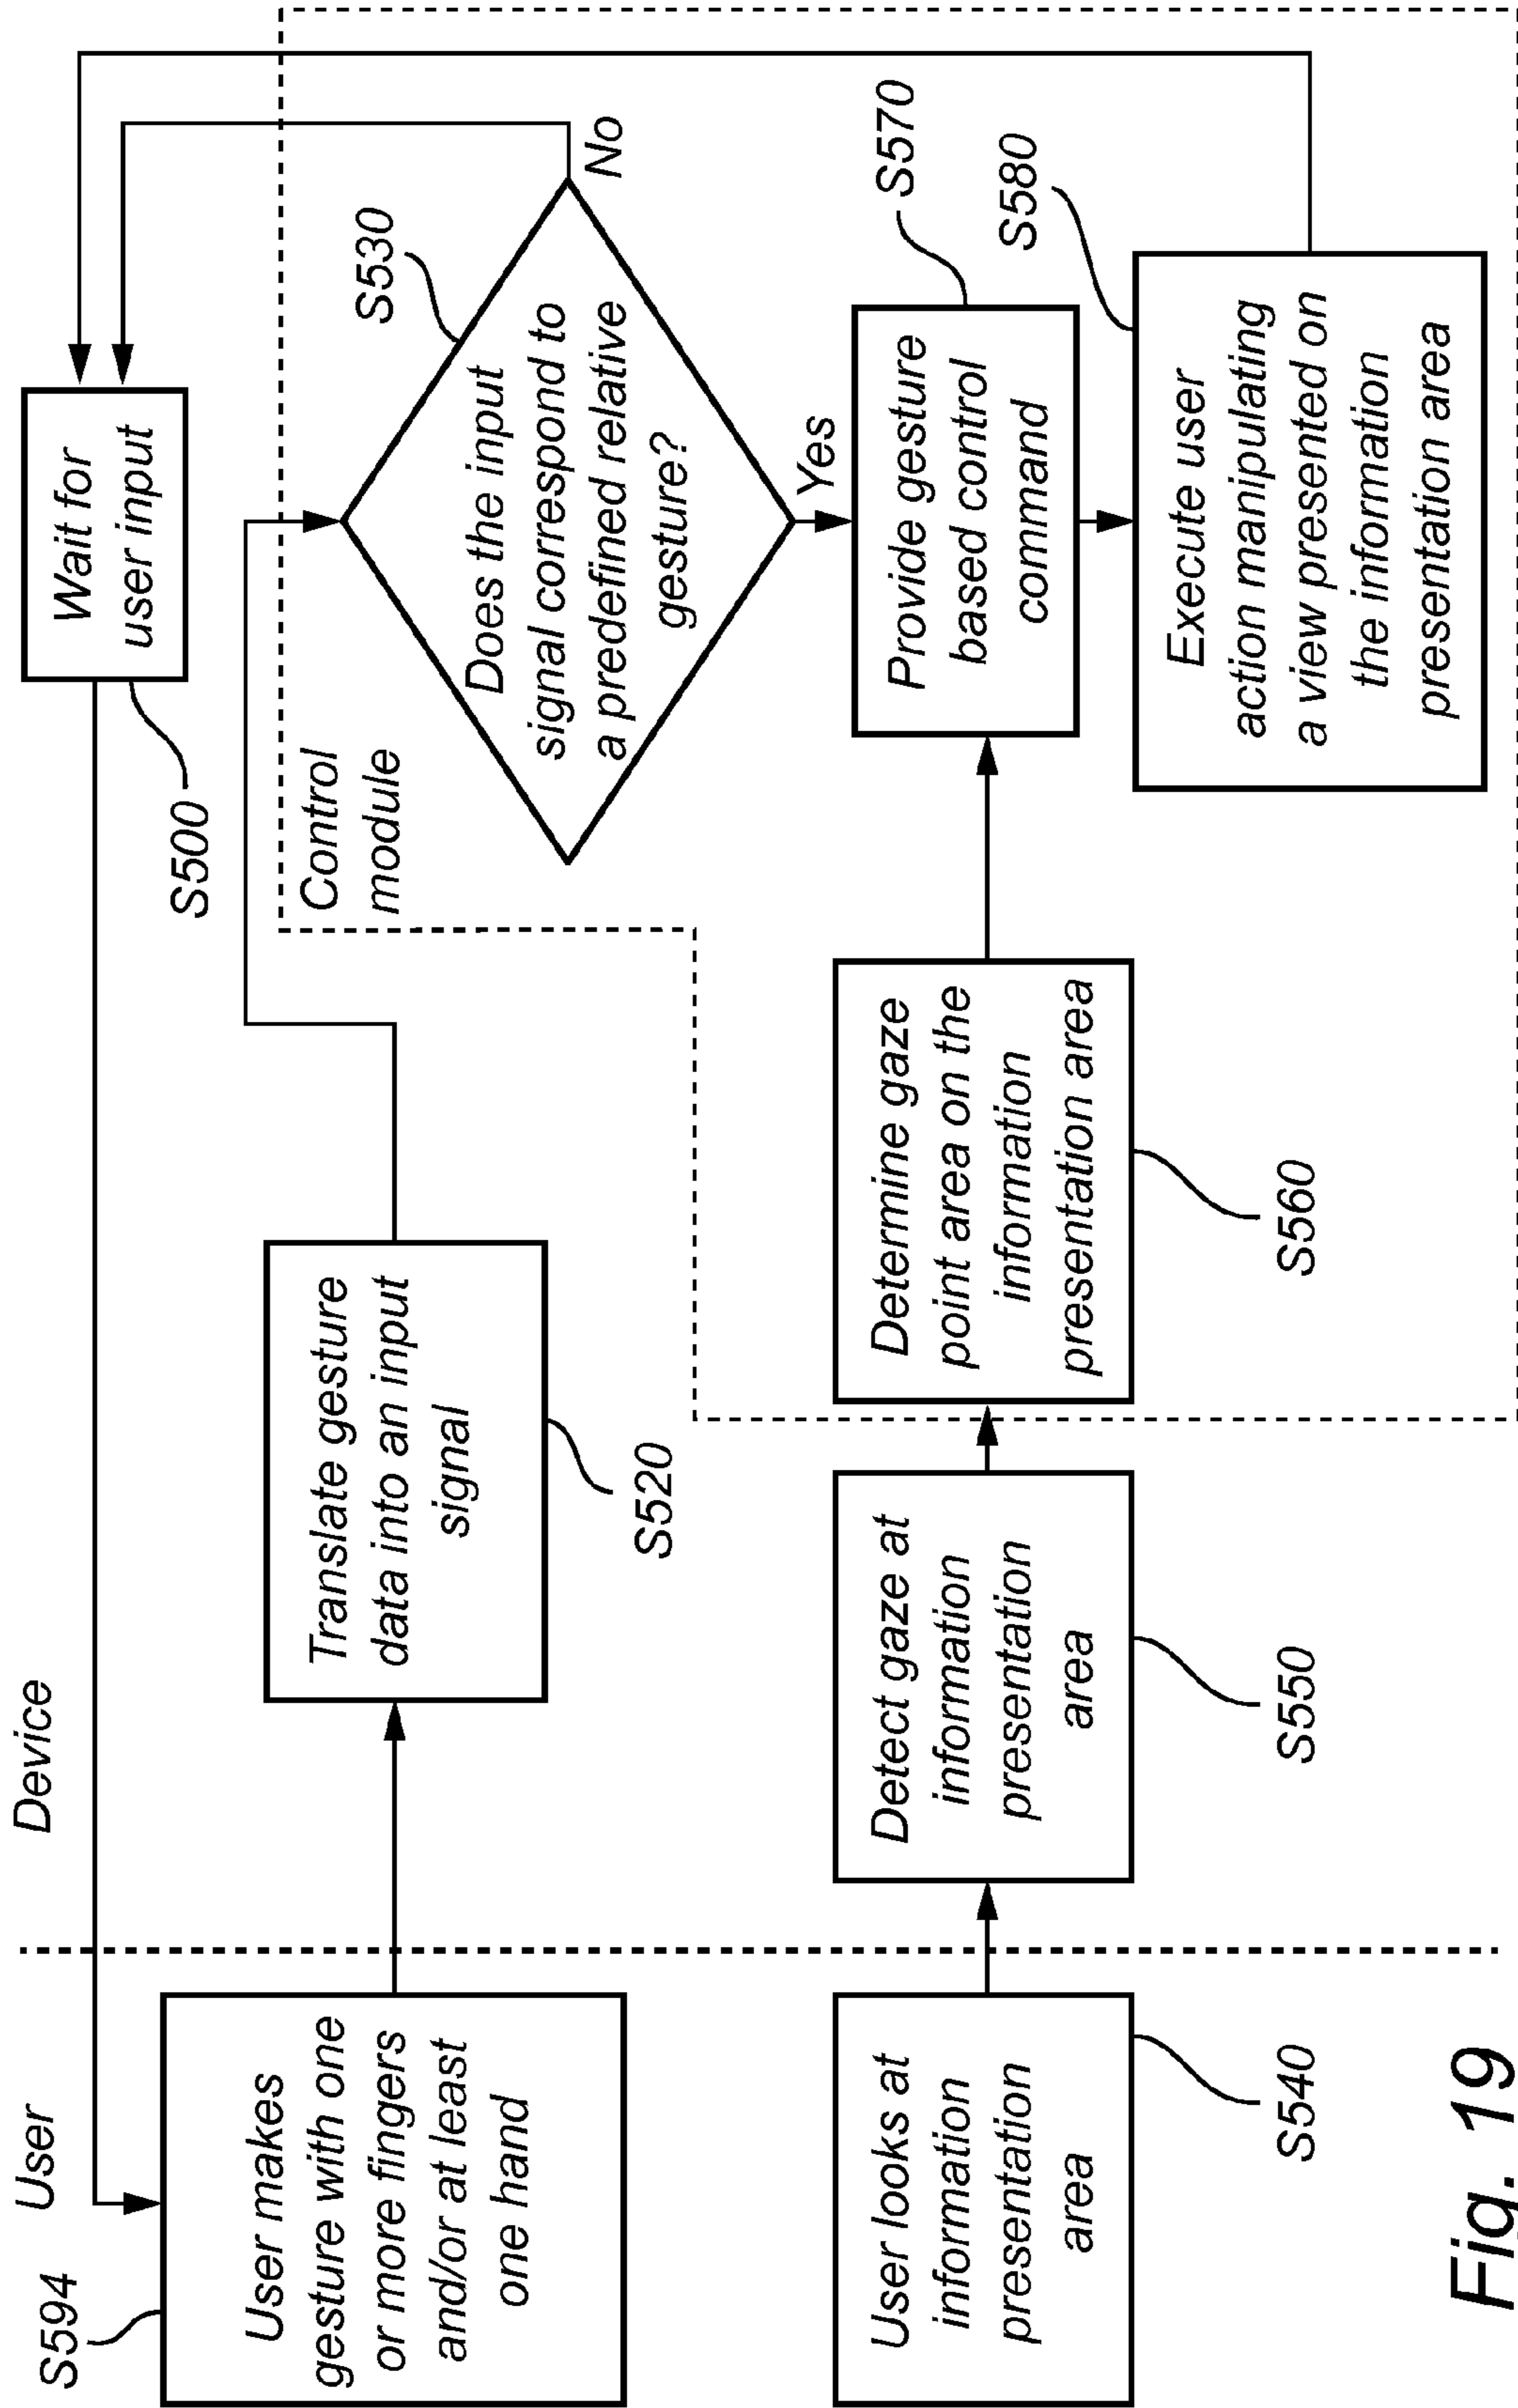 User
Device
S594
User makes
gesture with one
or more fingers
and/or at least
one hand
Translate gesture
data into an input
signal
S520
Wait for
user input
S500
Control
module
S530
Does the input
signal correspond to
a predefined relative
gesture?
No
Yes
User looks at
information
presentation
area
S540
Detect gaze at
information
presentation
area
S550
Determine gaze
point area on the
information
presentation area
S560
Provide gesture
based control
command
S570
Execute user
action manipulating
a view presented on
the information
presentation area
S580
Fig. 19